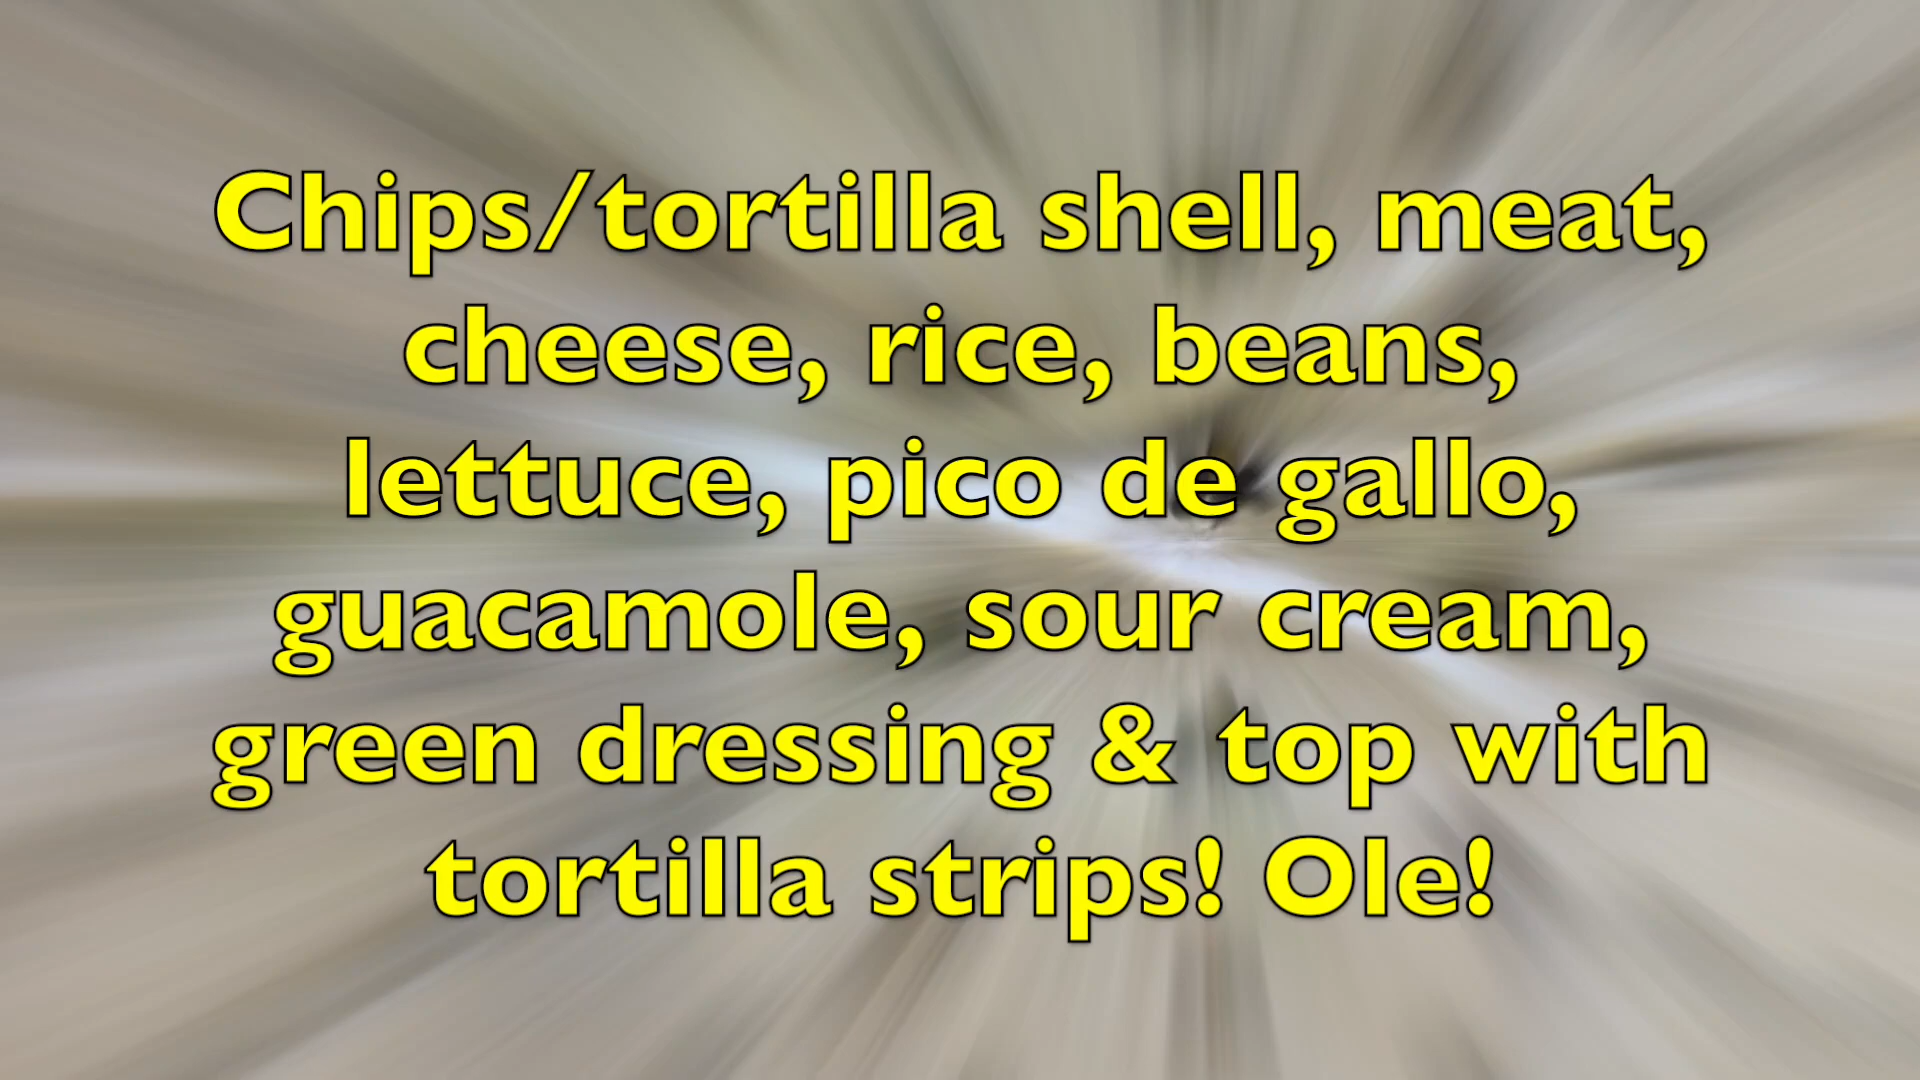 Chips/tortilla shell, meat,
cheese, rice, beans,
lettuce, pico de gallo,
guacamole, sour cream,
green dressing & top with
tortilla strips! Ole!